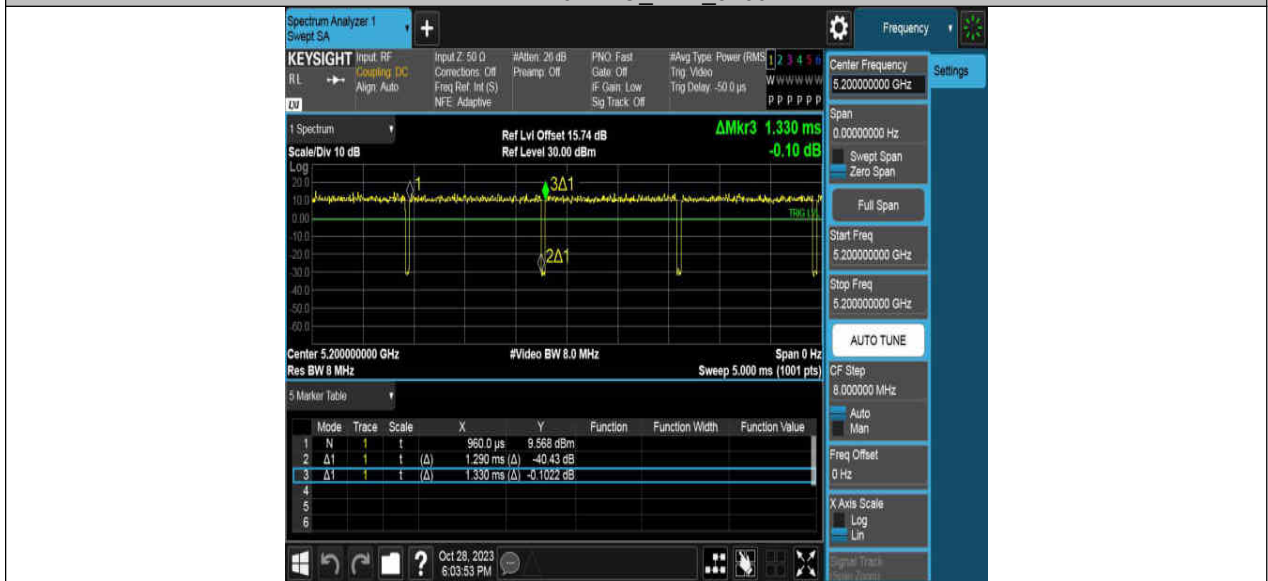 Spectrum Analyzer 1
Swept SA
+
Frequency
KEYSIGHT
RL
LXI
Input: RF
Coupling: DC
Align: Auto
Input Z: 50 Ω
Corrections: Off
Freq Ref: Int (S)
NFE: Adaptive
#Atten: 26 dB
Preamp: Off
PNO: Fast
Gate: Off
IF Gain: Low
Sig Track: Off
#Avg Type: Power (RMS
Trig: Video
Trig Delay: -50.0 µs
1 2 3 4 5 6
W W W W W W
P P P P P P
1 Spectrum
Scale/Div 10 dB
Ref Lvl Offset 15.74 dB
Ref Level 30.00 dBm
ΔMkr3 1.330 ms
-0.10 dB
Log
20.0
10.0
0.00
-10.0
-20.0
-30.0
-40.0
-50.0
-60.0
1
3Δ1
2Δ1
TRIG LVL
Center 5.200000000 GHz
#Video BW 8.0 MHz
Span 0 Hz
Res BW 8 MHz
Sweep 5.000 ms (1001 pts)
5 Marker Table
Mode Trace Scale X Y Function Function Width Function Value
1 N 1 t 960.0 µs 9.568 dBm
2 Δ1 1 t (Δ) 1.290 ms (Δ) -40.43 dB
3 Δ1 1 t (Δ) 1.330 ms (Δ) -0.1022 dB
4
5
6
?
Oct 28, 2023
6:03:53 PM
Center Frequency
5.200000000 GHz
Settings
Span
0.00000000 Hz
Swept Span
Zero Span
Full Span
Start Freq
5.200000000 GHz
Stop Freq
5.200000000 GHz
AUTO TUNE
CF Step
8.000000 MHz
Auto
Man
Freq Offset
0 Hz
X Axis Scale
Log
Lin
Signal Track
(Span Zoom)